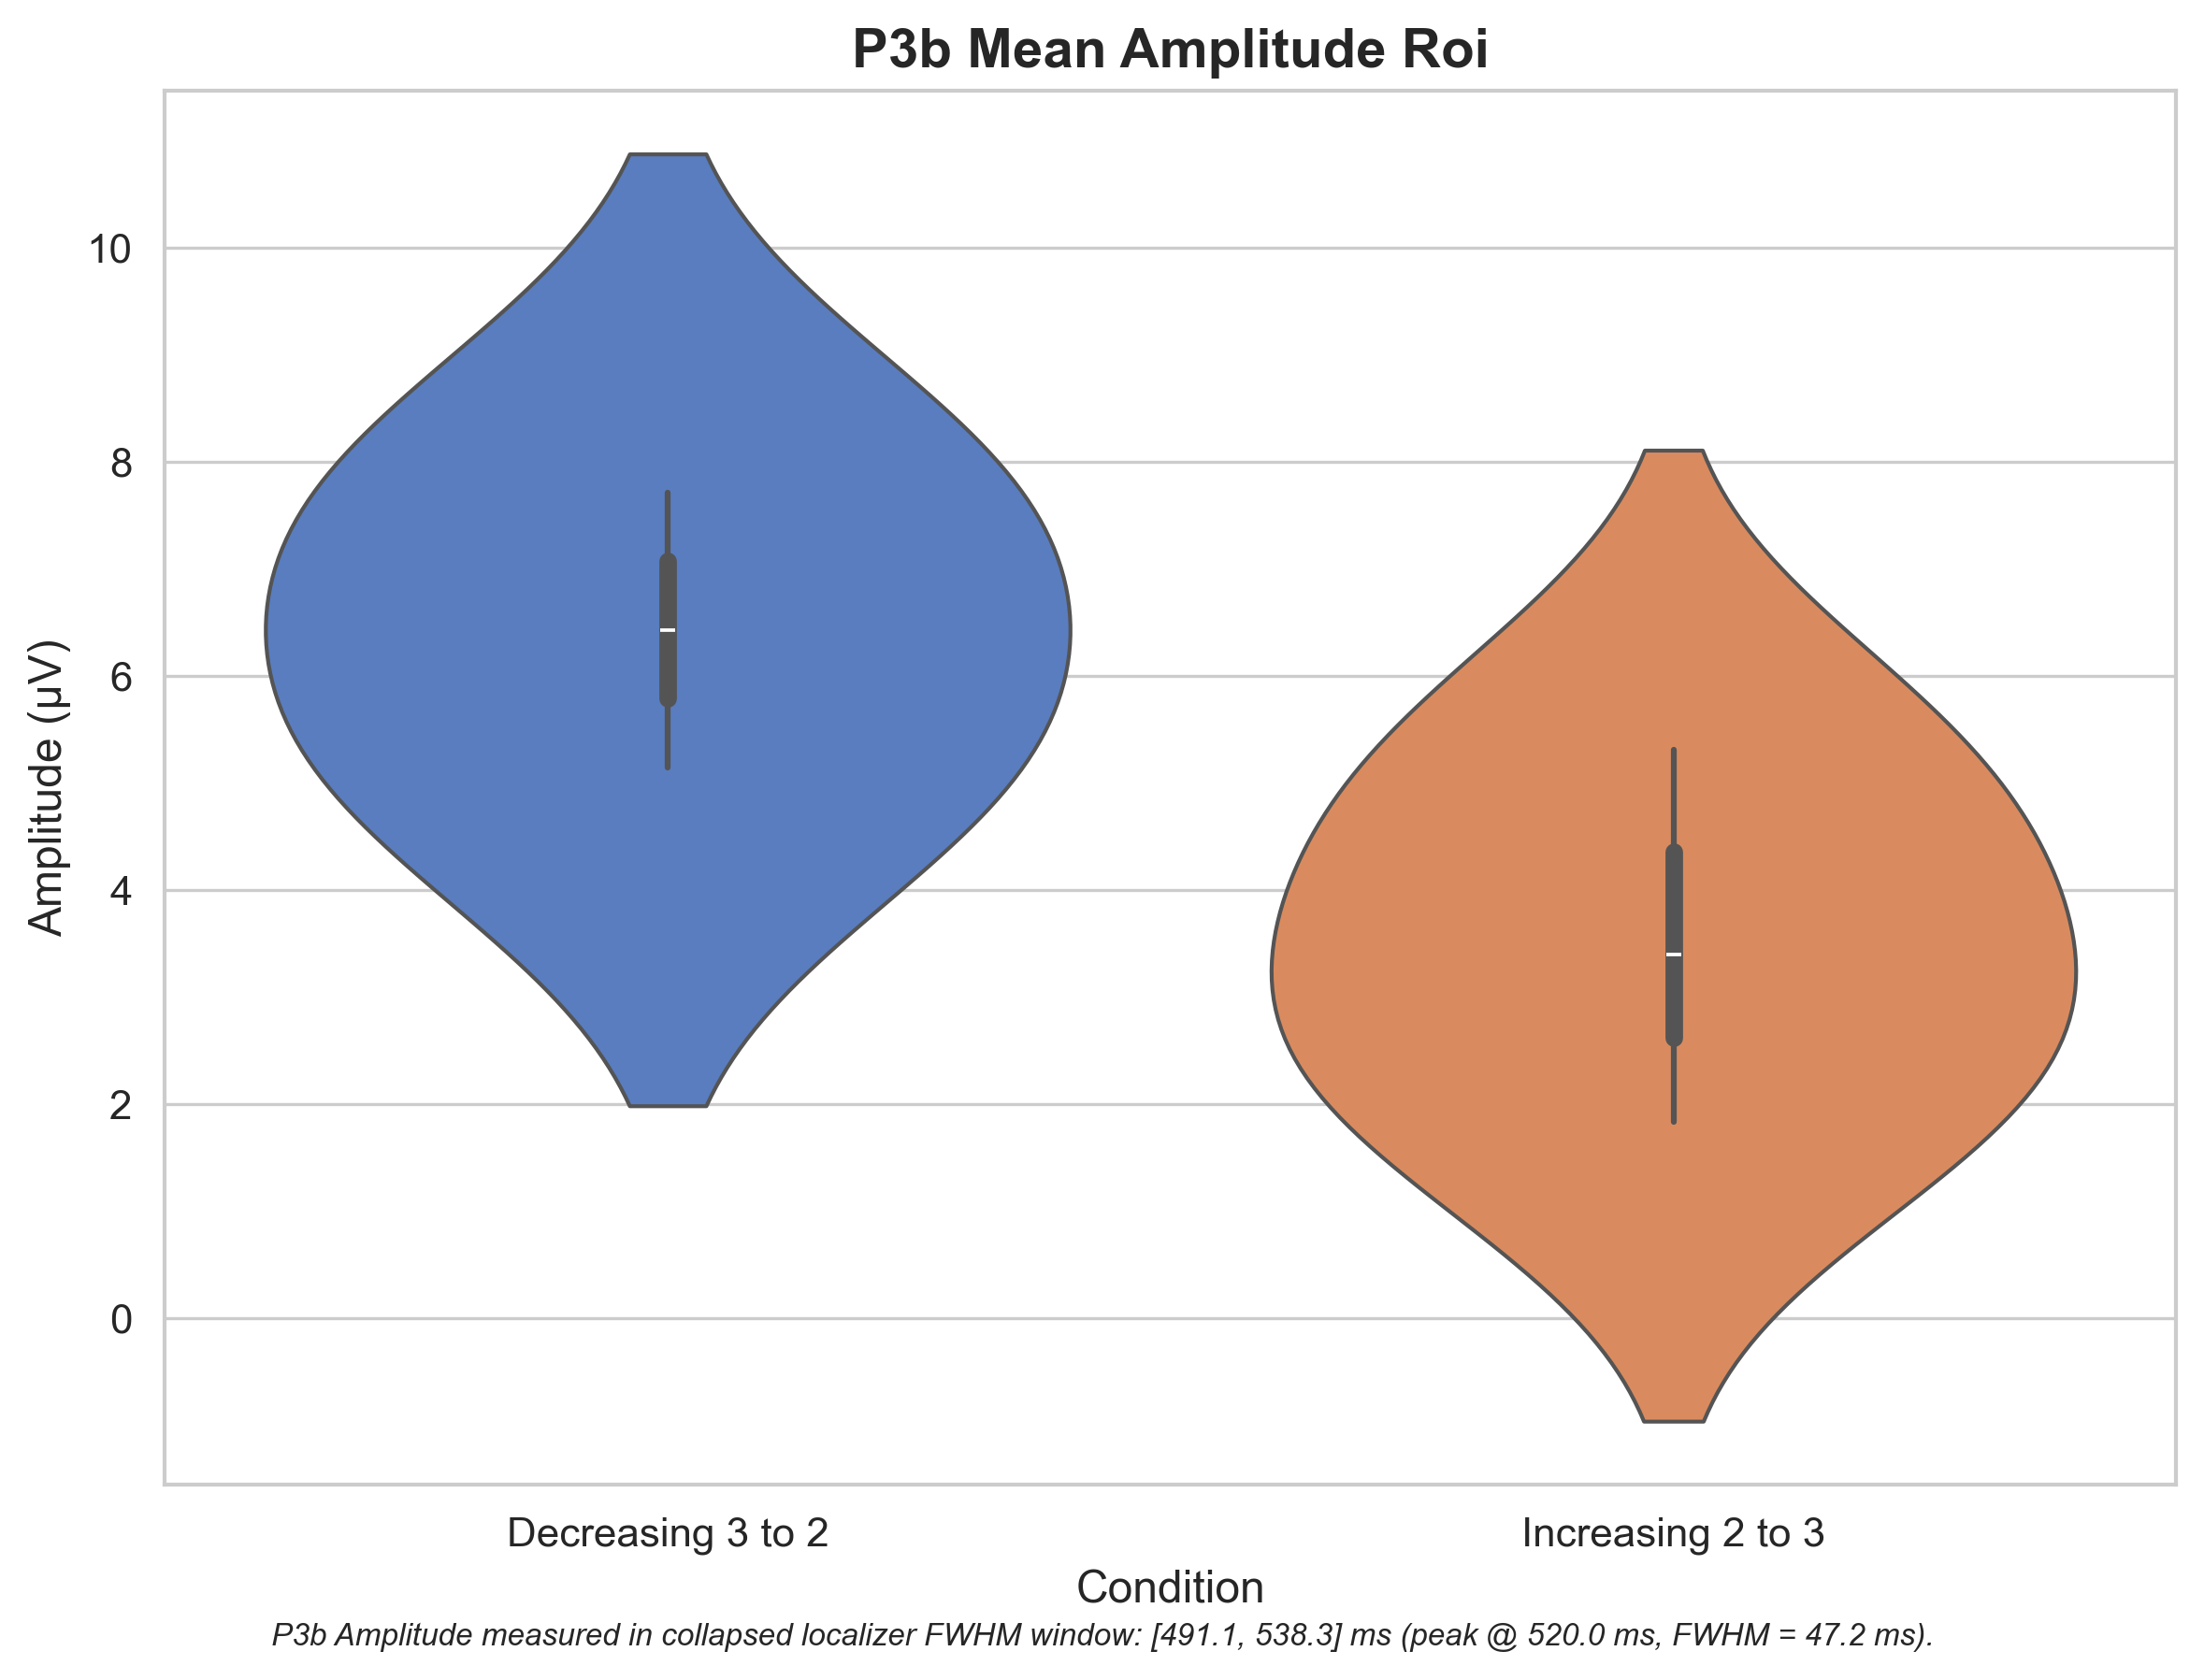 P3b Mean Amplitude Roi
Amplitude (µV)
10
8
6
4
2
0
Decreasing 3 to 2
Increasing 2 to 3
Condition
P3b Amplitude measured in collapsed localizer FWHM window: [491.1, 538.3] ms (peak @ 520.0 ms, FWHM = 47.2 ms).